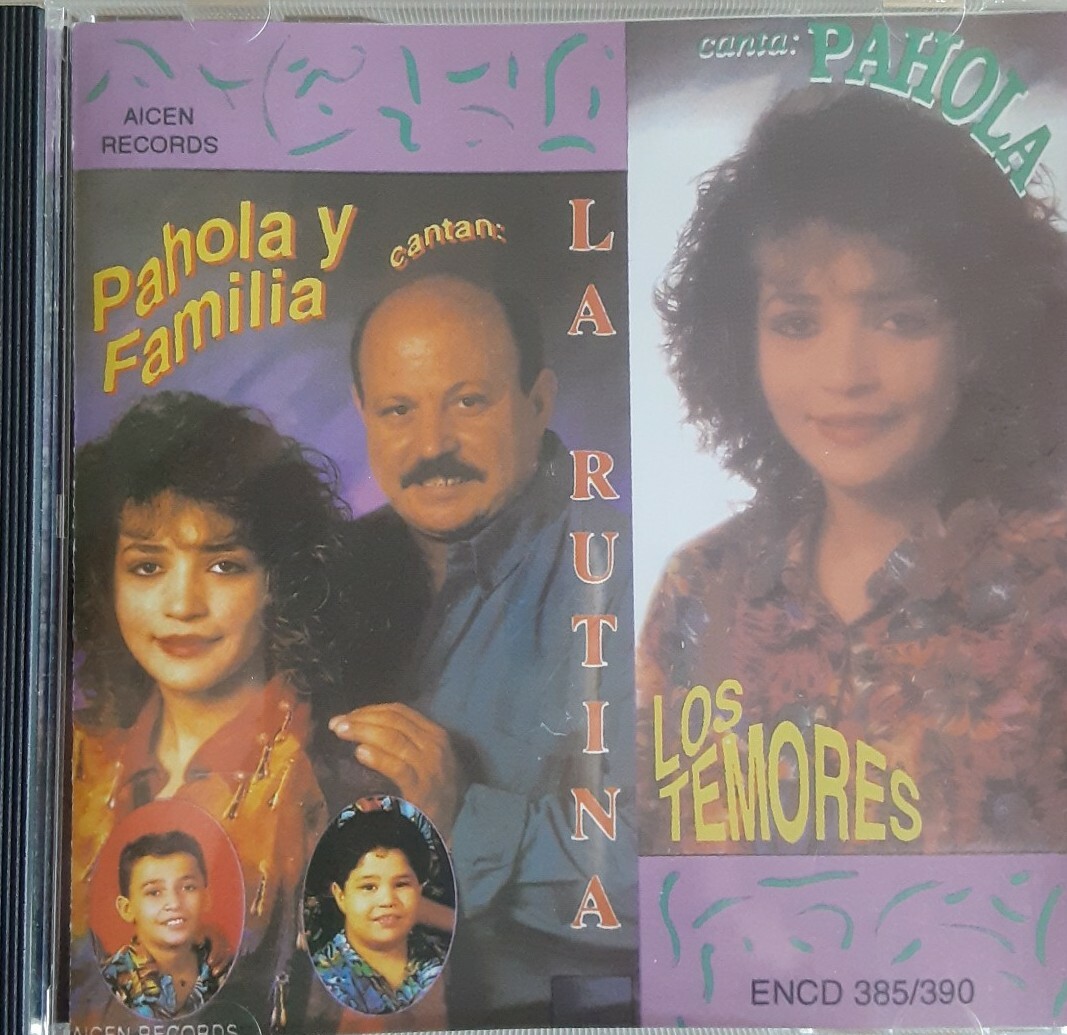 AICEN
RECORDS
Pahola y
Familia
cantan:
LA RUTINA
AICEN RECORDS
canta: PAHOLA
LOS
TEMORES
ENCD 385/390